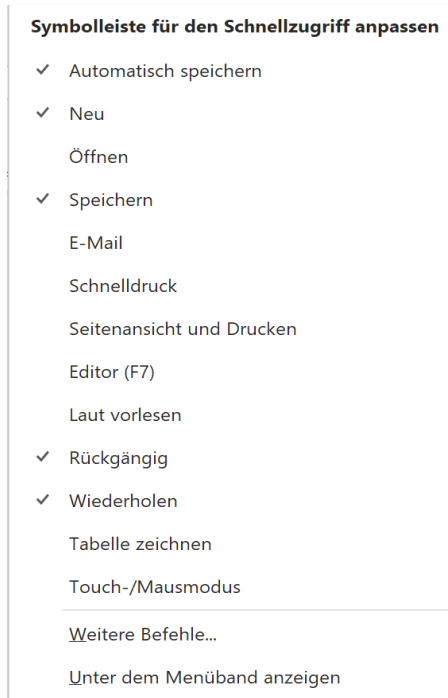 Symbolleiste für den Schnellzugriff anpassen
Automatisch speichern
Neu
Öffnen
Speichern
E-Mail
Schnelldruck
Seitenansicht und Drucken
Editor (F7)
Laut vorlesen
Rückgängig
Wiederholen
Tabelle zeichnen
Touch-/Mausmodus
Weitere Befehle...
Unter dem Menüband anzeigen